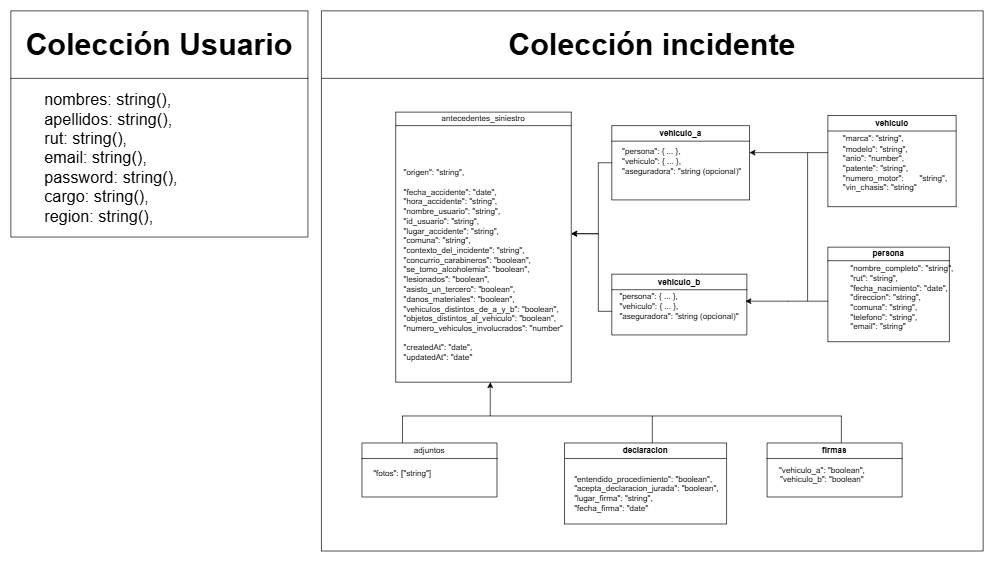 Colección Usuario
nombres: string(),
apellidos: string(),
rut: string(),
email: string(),
password: string(),
cargo: string(),
region: string(),
Colección incidente
antecedentes_siniestro
"origen": "string",
"fecha_accidente": "date",
"hora_accidente": "string",
"nombre_usuario": "string",
"id_usuario": "string",
"lugar_accidente": "string",
"comuna": "string",
"contexto_del_incidente": "string",
"concurrio_carabineros": "boolean",
"se_tomo_alcoholemia": "boolean",
"lesionados": "boolean",
"asisto_un_tercero": "boolean",
"danos_materiales": "boolean",
"vehiculos_distintos_de_a_y_b": "boolean",
"objetos_distintos_al_vehiculo": "boolean",
"numero_vehiculos_involucrados": "number"
"createdAt": "date",
"updatedAt": "date"
vehiculo_a
"persona": { ... },
"vehiculo": { ... },
"aseguradora": "string (opcional)"
vehiculo_b
"persona": { ... },
"vehiculo": { ... },
"aseguradora": "string (opcional)"
vehiculo
"marca": "string",
"modelo": "string",
"anio": "number",
"patente": "string",
"numero_motor": "string",
"vin_chasis": "string"
persona
"nombre_completo": "string",
"rut": "string",
"fecha_nacimiento": "date",
"direccion": "string",
"comuna": "string",
"telefono": "string",
"email": "string"
adjuntos
"fotos": ["string"]
declaracion
"entendido_procedimiento": "boolean",
"acepta_declaracion_jurada": "boolean",
"lugar_firma": "string",
"fecha_firma": "date"
firmas
"vehiculo_a": "boolean",
"vehiculo_b": "boolean"